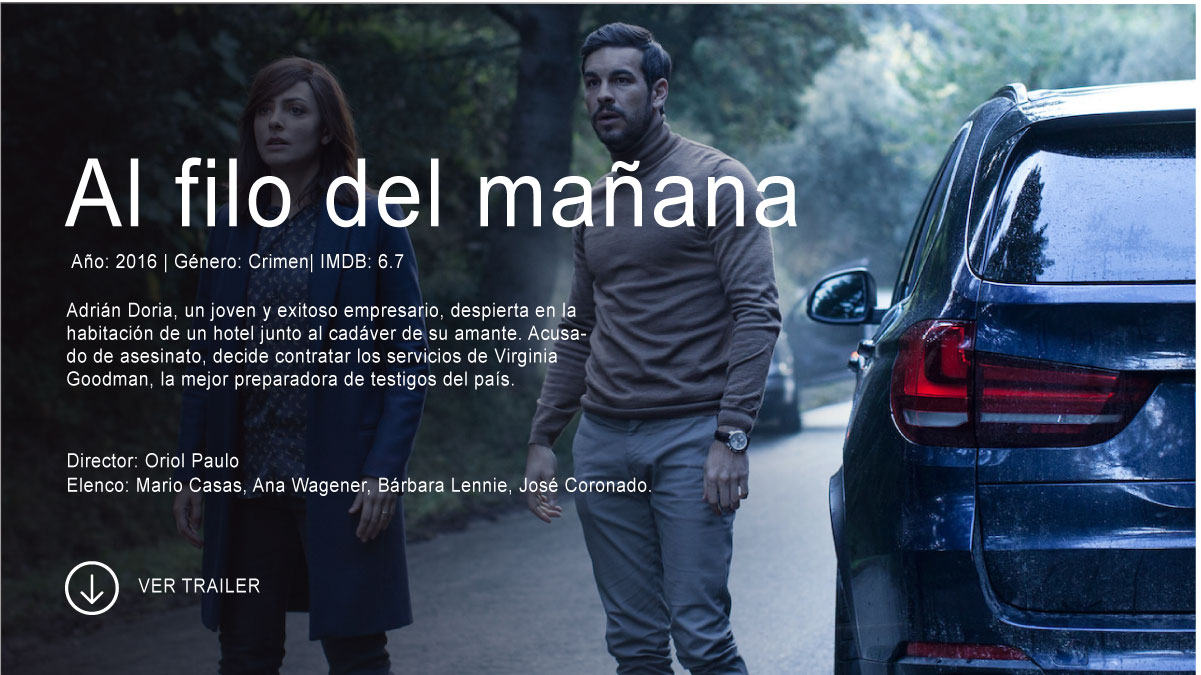 Al filo del mañana
Año: 2016 | Género: Crimen| IMDB: 6.7
Adrián Doria, un joven y exitoso empresario, despierta en la
habitación de un hotel junto al cadáver de su amante. Acusa-
do de asesinato, decide contratar los servicios de Virginia
Goodman, la mejor preparadora de testigos del país.
Director: Oriol Paulo
Elenco: Mario Casas, Ana Wagener, Bárbara Lennie, José Coronado.
VER TRAILER